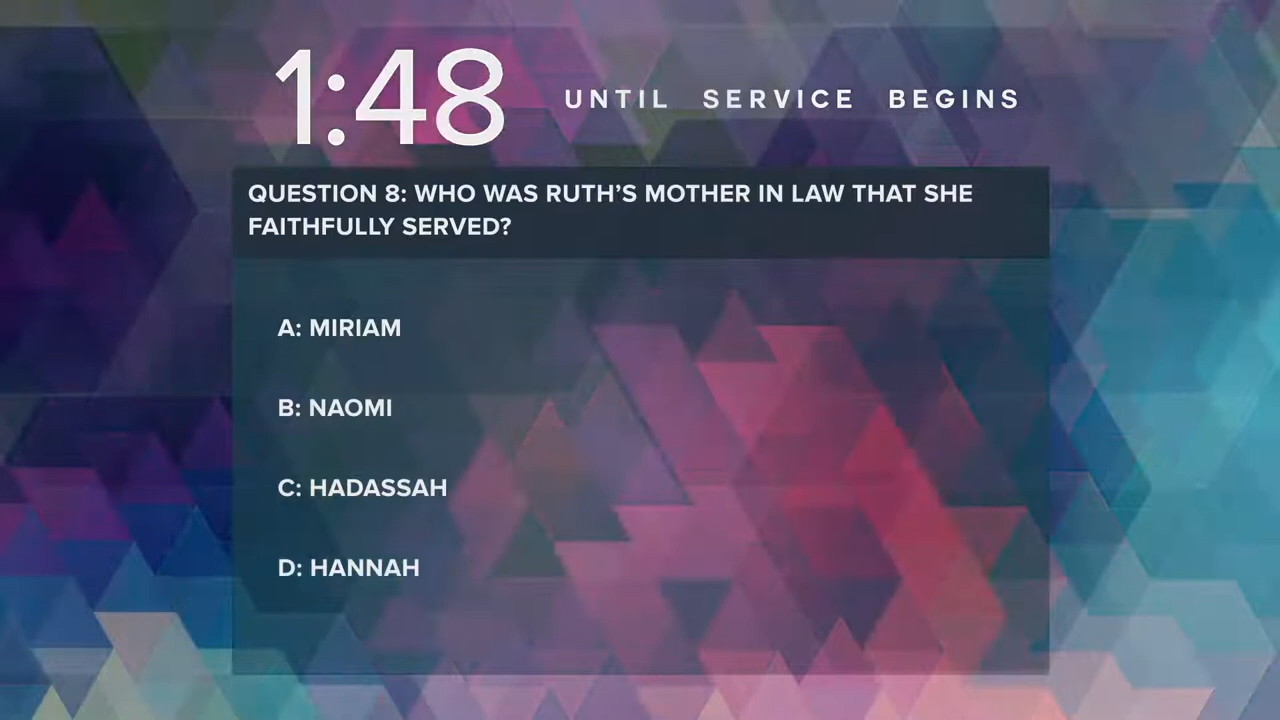 1:48 UNTIL SERVICE BEGINS
QUESTION 8: WHO WAS RUTH’S MOTHER IN LAW THAT SHE
FAITHFULLY SERVED?
A: MIRIAM
B: NAOMI
C: HADASSAH
D: HANNAH